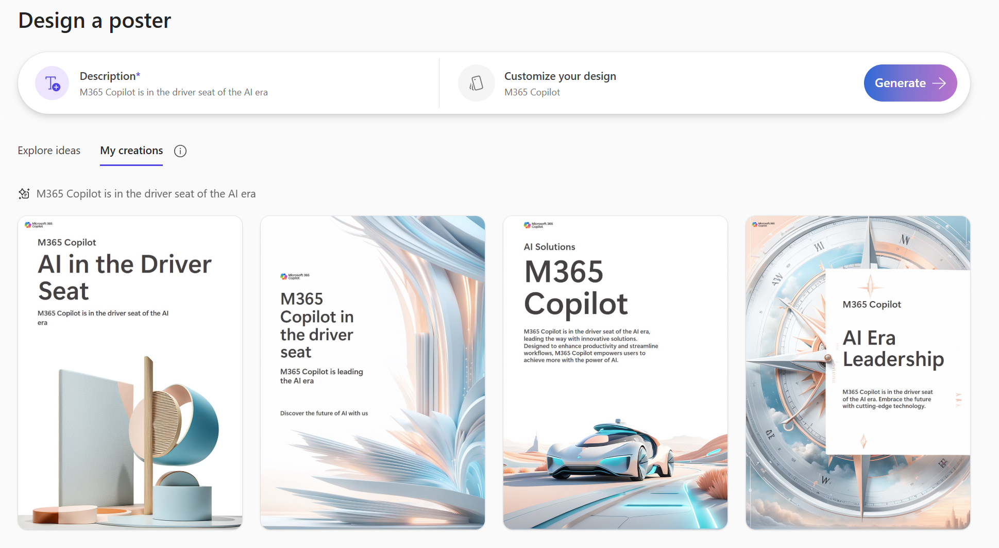 Design a poster
Description*
M365 Copilot is in the driver seat of the AI era
Customize your design
M365 Copilot
Generate
Explore ideas
My creations
M365 Copilot is in the driver seat of the AI era
Microsoft 365
Copilot
M365 Copilot
AI in the Driver
Seat
M365 Copilot is in the driver seat of the AI
era
Microsoft 365
Copilot
M365
Copilot in
the driver
seat
M365 Copilot is leading
the AI era
Discover the future of AI with us
Microsoft 365
Copilot
AI Solutions
M365
Copilot
M365 Copilot is in the driver seat of the AI era,
leading the way with innovative solutions.
Designed to enhance productivity and streamline
workflows, M365 Copilot empowers users to
achieve more with the power of AI.
Microsoft 365
Copilot
M365 Copilot
AI Era
Leadership
M365 Copilot is in the driver seat
of the AI era. Embrace the future
with cutting-edge technology.
W